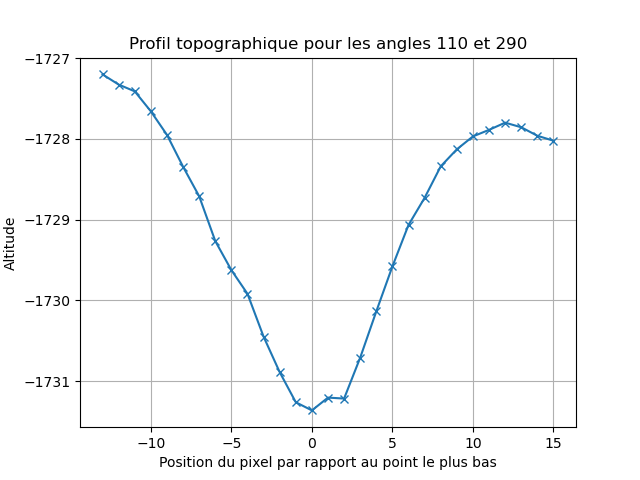 Profil topographique pour les angles 110 et 290
−1727
−1728
−1729
−1730
−1731
Altitude
−10 −5 0 5 10 15
Position du pixel par rapport au point le plus bas